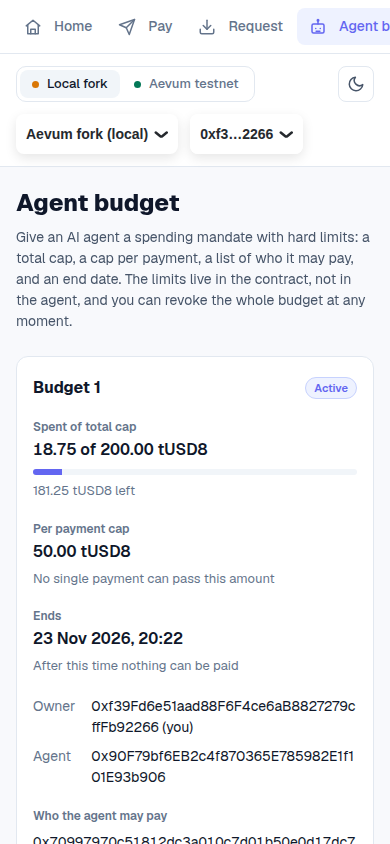 Home Pay Request Agent b
Local fork Aevum testnet
Aevum fork (local) 0xf3…2266
Agent budget
Give an AI agent a spending mandate with hard limits: a
total cap, a cap per payment, a list of who it may pay,
and an end date. The limits live in the contract, not in
the agent, and you can revoke the whole budget at any
moment.
Budget 1 Active
Spent of total cap
18.75 of 200.00 tUSD8
181.25 tUSD8 left
Per payment cap
50.00 tUSD8
No single payment can pass this amount
Ends
23 Nov 2026, 20:22
After this time nothing can be paid
Owner 0xf39Fd6e51aad88F6F4ce6aB8827279c
ffFb92266 (you)
Agent 0x90F79bf6EB2c4f870365E785982E1f1
01E93b906
Who the agent may pay
0x70997970c51812dc3a010c7d01b50e0d17dc7